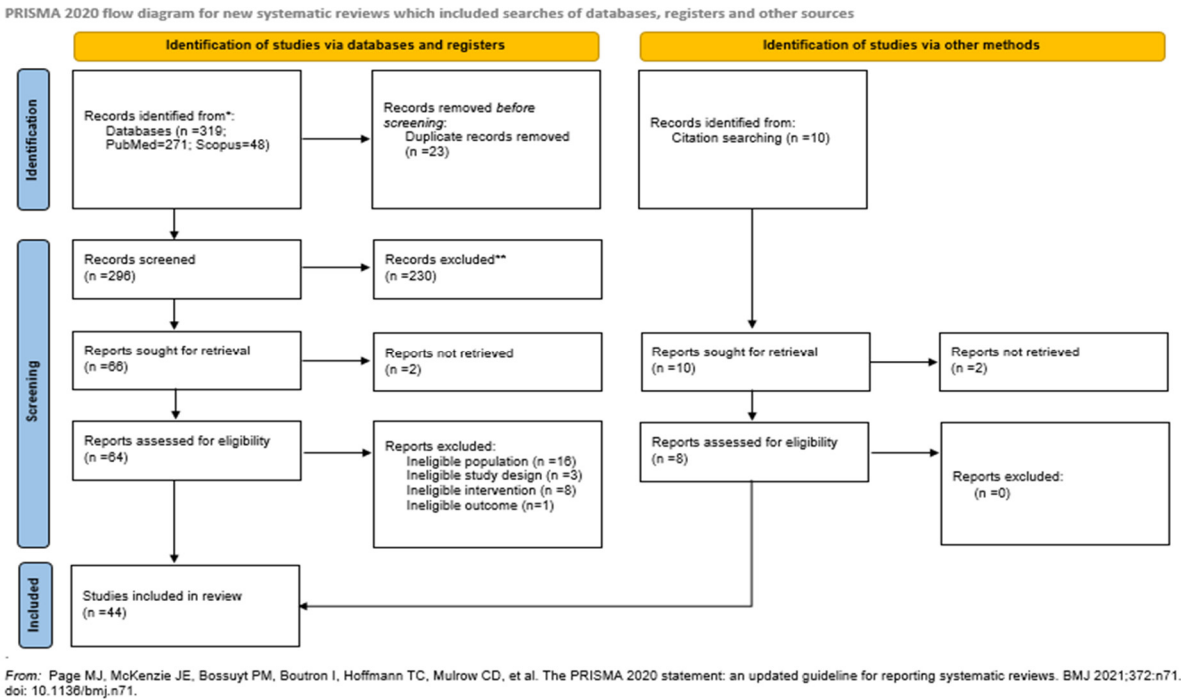 PRISMA 2020 flow diagram for new systematic reviews which included searches of databases, registers and other sources
Identification of studies via databases and registers
Identification of studies via other methods
Identification
Records identified from*:
Databases (n =319;
PubMed=271; Scopus=48)
Records removed before
screening:
Duplicate records removed
(n =23)
Records identified from:
Citation searching (n =10)
Screening
Records screened
(n =296)
Records excluded**
(n =230)
Reports sought for retrieval
(n =66)
Reports not retrieved
(n =2)
Reports sought for retrieval
(n =10)
Reports not retrieved
(n =2)
Reports assessed for eligibility
(n =64)
Reports excluded:
Ineligible population (n =16)
Ineligible study design (n =3)
Ineligible intervention (n =8)
Ineligible outcome (n=1)
Reports assessed for eligibility
(n =8)
Reports excluded:
(n =0)
Included
Studies included in review
(n =44)
From: Page MJ, McKenzie JE, Bossuyt PM, Boutron I, Hoffmann TC, Mulrow CD, et al. The PRISMA 2020 statement: an updated guideline for reporting systematic reviews. BMJ 2021;372:n71.
doi: 10.1136/bmj.n71.